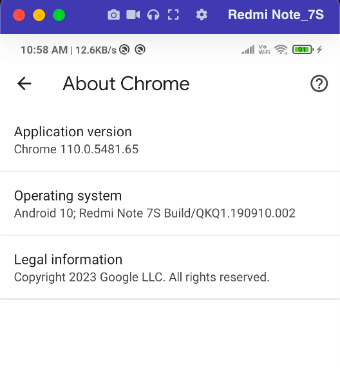 Redmi Note_7S
10:58 AM | 12.6KB/s
Vo WiFi 91
About Chrome
Application version
Chrome 110.0.5481.65
Operating system
Android 10; Redmi Note 7S Build/QKQ1.190910.002
Legal information
Copyright 2023 Google LLC. All rights reserved.